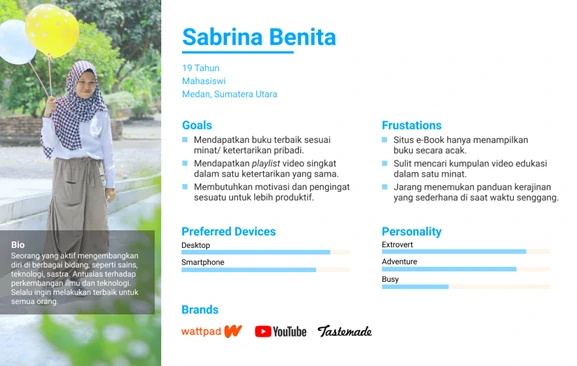 Sabrina Benita
19 Tahun
Mahasiswi
Medan, Sumatera Utara
Goals
Mendapatkan buku terbaik sesuai
minat/ ketertarikan pribadi.
Mendapatkan playlist video singkat
dalam satu ketertarikan yang sama.
Membutuhkan motivasi dan pengingat
sesuatu untuk lebih produktif.
Frustations
Situs e-Book hanya menampilkan
buku secara acak.
Sulit mencari kumpulan video edukasi
dalam satu minat.
Jarang menemukan panduan kerajinan
yang sederhana di saat waktu senggang.
Bio
Seorang yang aktif mengembangkan
diri di berbagai bidang, seperti sains,
teknologi, sastra. Antusias terhadap
perkembangan ilmu dan teknologi.
Selalu ingin melakukan terbaik untuk
semua orang.
Preferred Devices
Desktop
Smartphone
Personality
Extrovert
Adventure
Busy
Brands
wattpad
YouTube
Tastemade